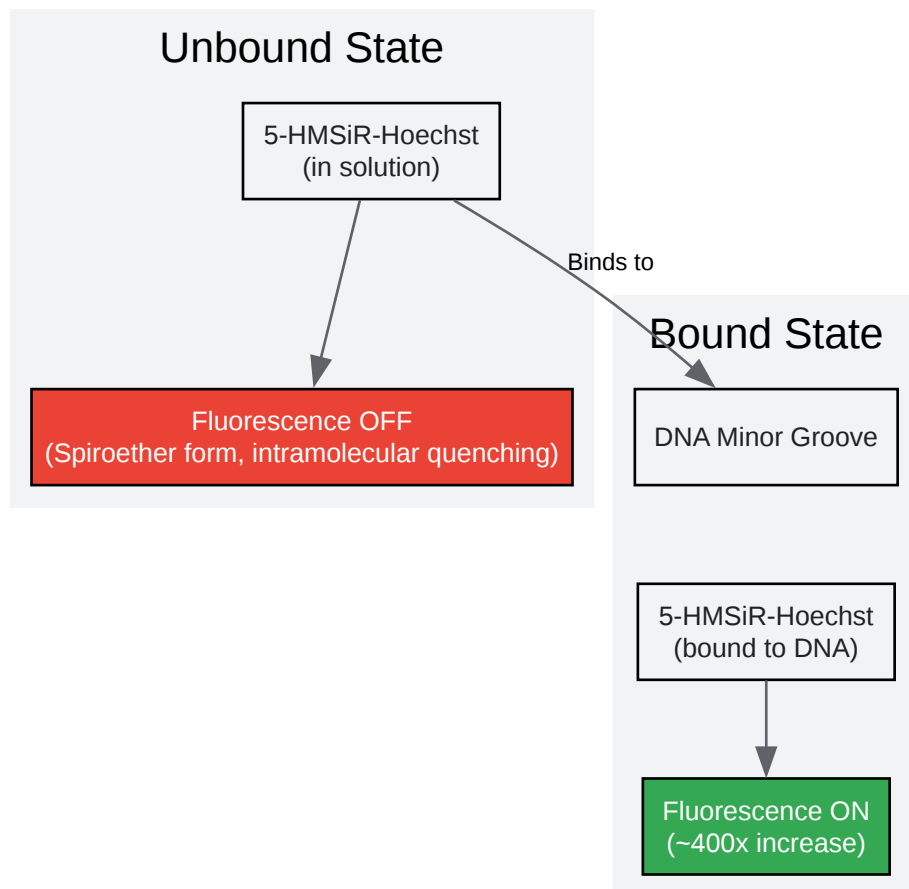 Unbound State
5-HMSiR-Hoechst
(in solution)
Binds to
Fluorescence OFF
(Spiroether form, intramolecular quenching)
Bound State
DNA Minor Groove
5-HMSiR-Hoechst
(bound to DNA)
Fluorescence ON
(~400x increase)